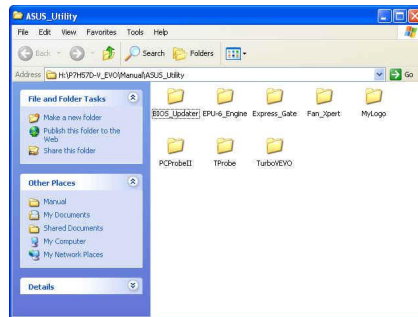 ASUS_Utility
File Edit View Favorites Tools Help
Back Search Folders
Address H:\P7H57D-V_EVO\Manual\ASUS_Utility Go
File and Folder Tasks
Make a new folder
Publish this folder to the Web
Share this folder
Other Places
Manual
My Documents
Shared Documents
My Computer
My Network Places
Details
BIOS_Updater EPU-6_Engine Express_Gate Fan_Xpert MyLogo
PCProbeII TProbe TurboVEVO